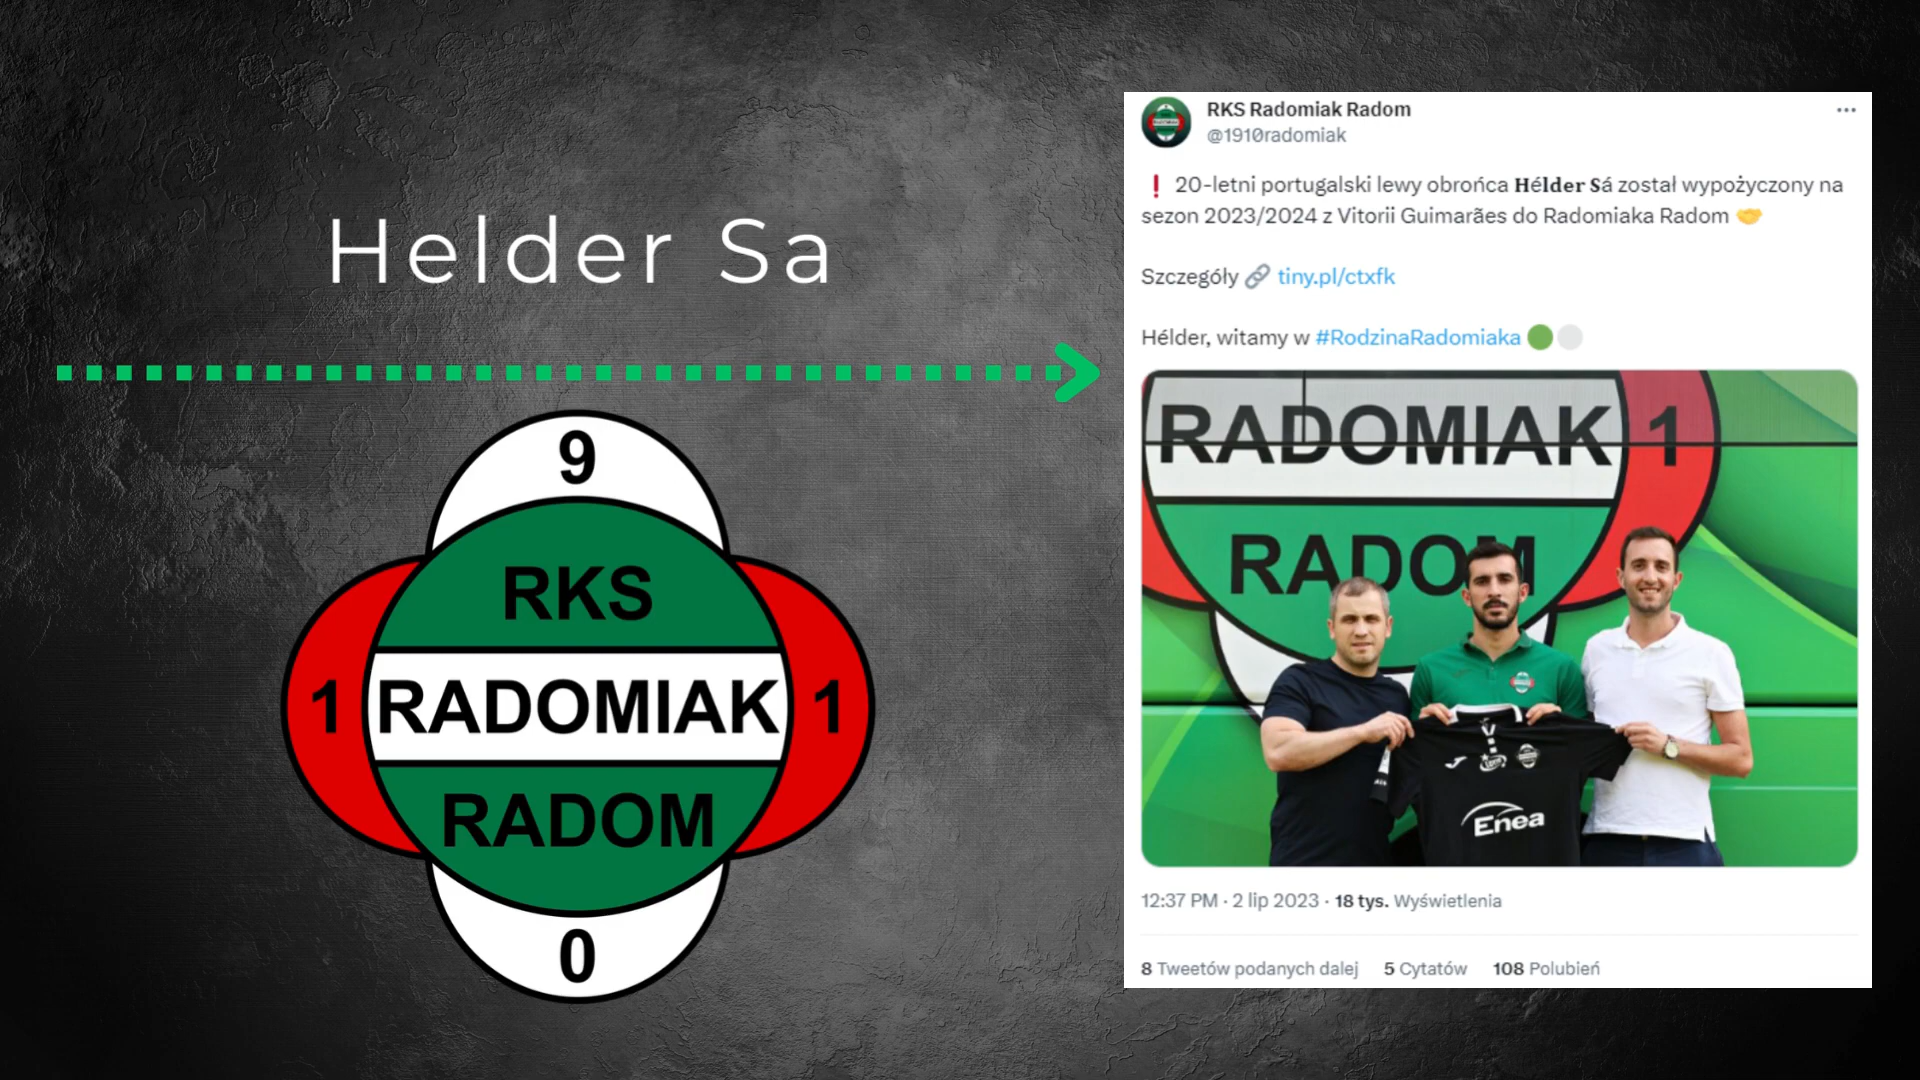 Helder Sa
9
RKS
1 RADOMIAK 1
RADOM
0
RKS Radomiak Radom
@1910radomiak
❗ 20-letni portugalski lewy obrońca Hélder Sá został wypożyczony na
sezon 2023/2024 z Vitorii Guimarães do Radomiaka Radom 🤝
Szczegóły 🔗 tiny.pl/ctxfk
Hélder, witamy w #RodzinaRadomiaka 🟢⚪
RADOMIAK 1
RADOM
Enea
12:37 PM · 2 lip 2023 · 18 tys. Wyświetlenia
8 Tweetów podanych dalej 5 Cytatów 108 Polubień